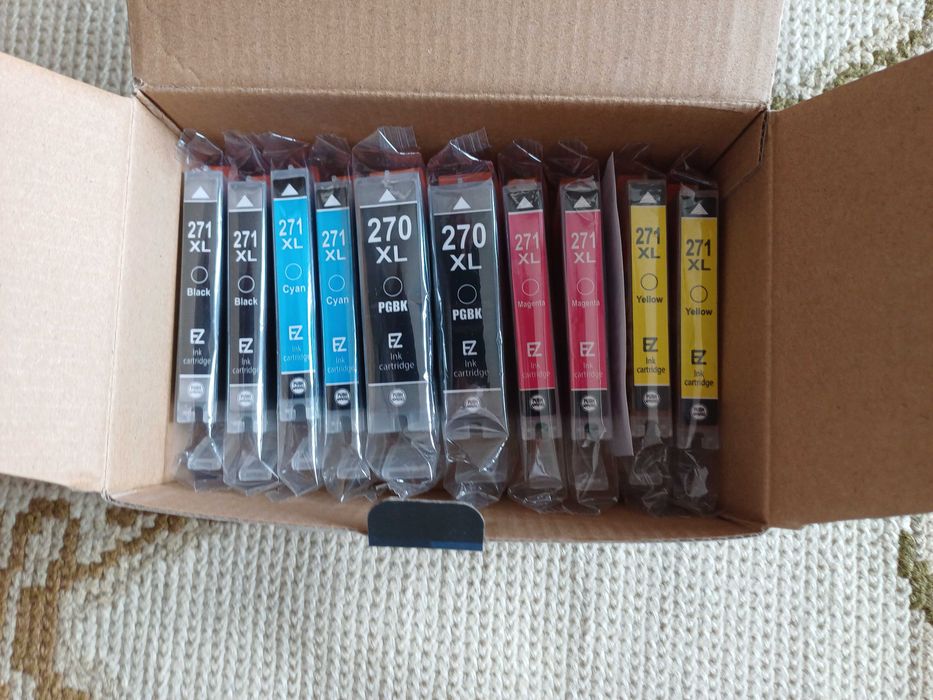 271
XL
Black
EZ
Ink
cartridge
271
XL
Black
EZ
Ink
cartridge
271
XL
Cyan
EZ
Ink
cartridge
271
XL
Cyan
EZ
Ink
cartridge
270
XL
PGBK
EZ
Ink
cartridge
270
XL
PGBK
EZ
Ink
cartridge
271
XL
Magenta
EZ
Ink
cartridge
271
XL
Magenta
EZ
Ink
cartridge
271
XL
Yellow
EZ
Ink
cartridge
271
XL
Yellow
EZ
Ink
cartridge